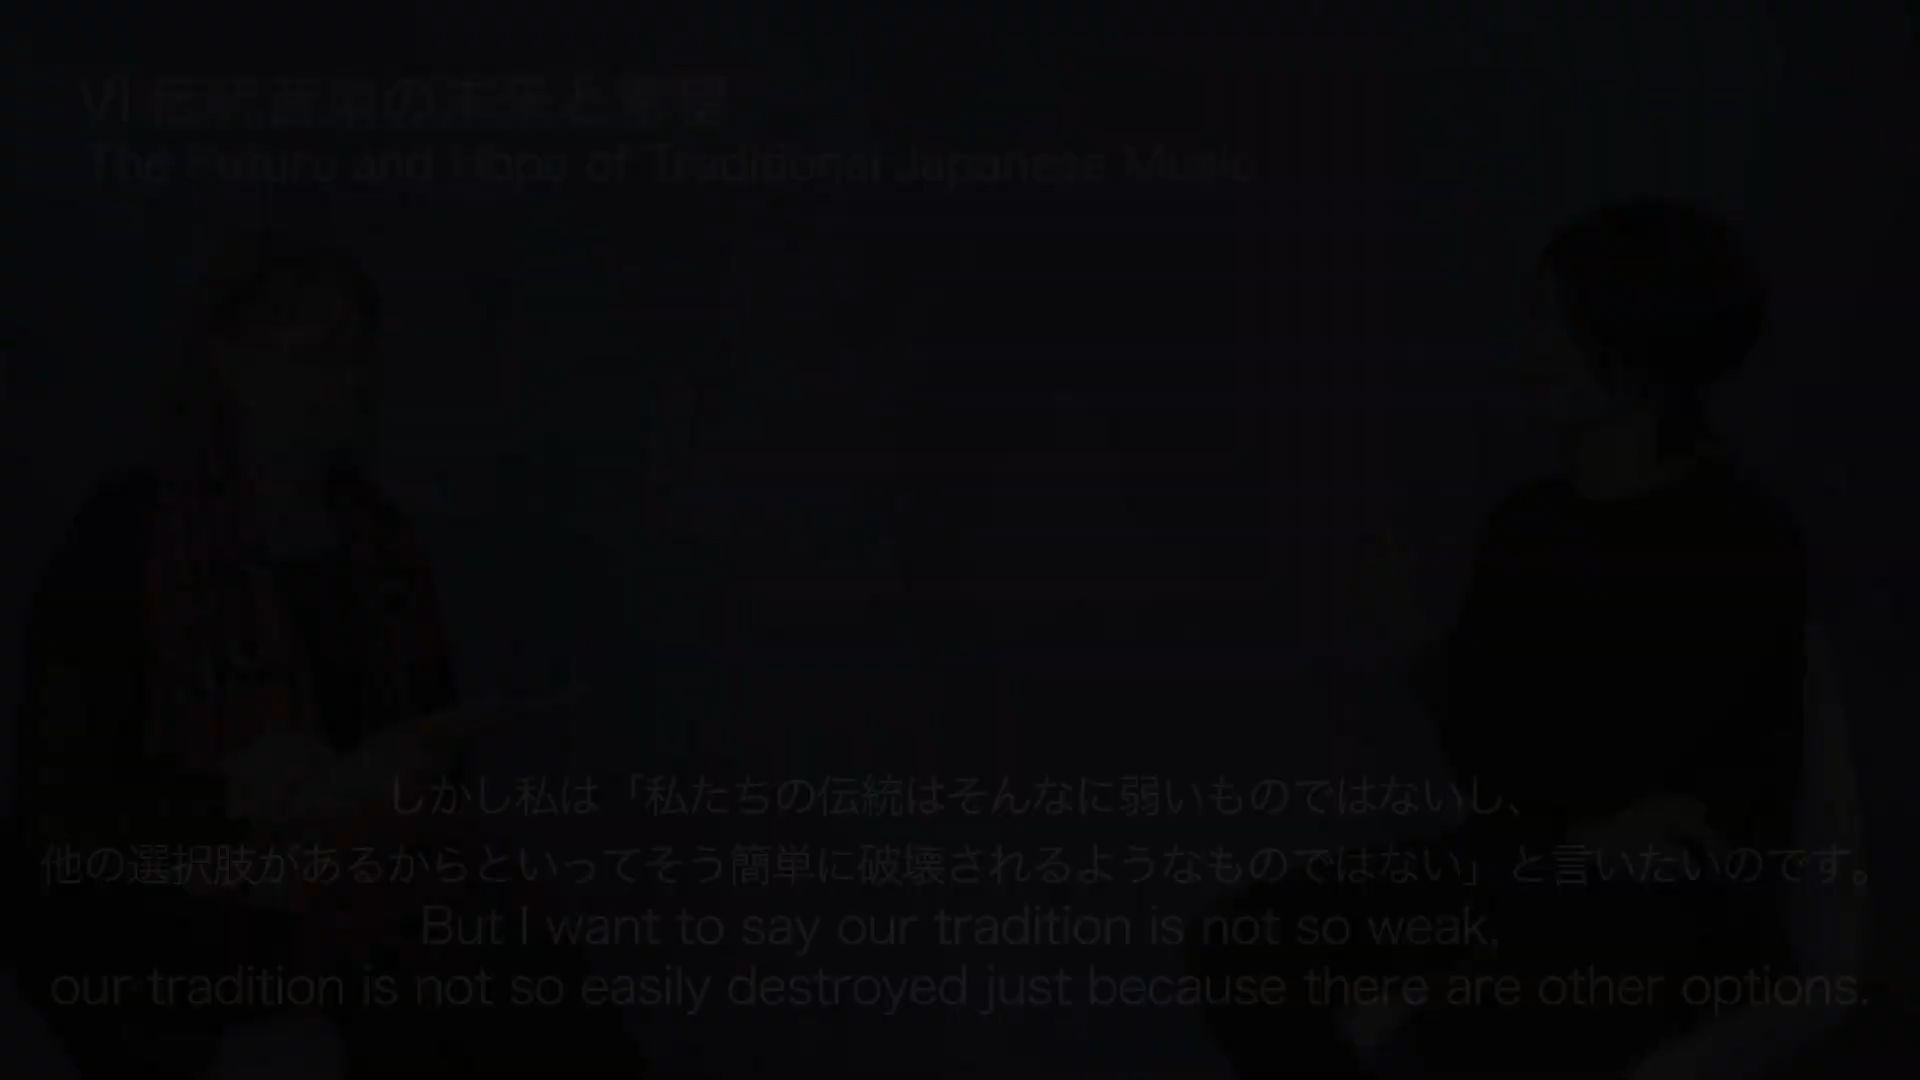 VI 伝統音楽の未来と希望
The Future and Hope of Traditional Japanese Music
しかし私は「私たちの伝統はそんなに弱いものではないし、
他の選択肢があるからといってそう簡単に破壊されるようなものではない」と言いたいのです。
But I want to say our tradition is not so weak,
our tradition is not so easily destroyed just because there are other options.